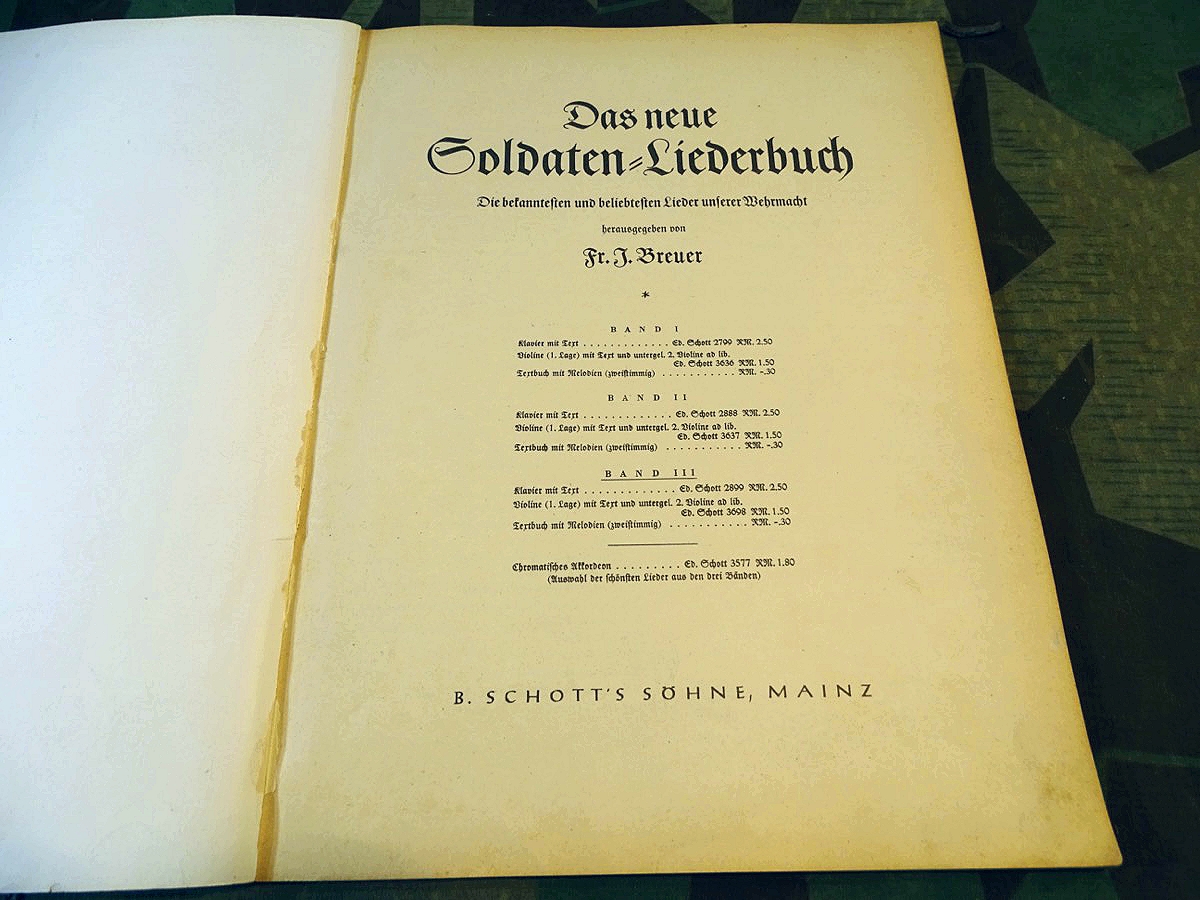 Das neue
Soldaten-Liederbuch
Die bekanntesten und beliebtesten Lieder unserer Wehrmacht
herausgegeben von
Fr. J. Breuer
*
BAND I
Klavier mit Text . . . . . . . . . . . . . Ed. Schott 2799 RM. 2.50
Violine (1. Lage) mit Text und untergel. 2. Violine ad lib.
Ed. Schott 3636 RM. 1.50
Textbuch mit Melodien (zweistimmig) . . . . . . . . . . . RM. -.30
BAND II
Klavier mit Text . . . . . . . . . . . . . Ed. Schott 2888 RM. 2.50
Violine (1. Lage) mit Text und untergel. 2. Violine ad lib.
Ed. Schott 3637 RM. 1.50
Textbuch mit Melodien (zweistimmig) . . . . . . . . . . . RM. -.30
BAND III
Klavier mit Text . . . . . . . . . . . . . Ed. Schott 2899 RM. 2.50
Violine (1. Lage) mit Text und untergel. 2. Violine ad lib.
Ed. Schott 3698 RM. 1.50
Textbuch mit Melodien (zweistimmig) . . . . . . . . . . . RM. -.30
Chromatisches Akkordeon . . . . . . . . . Ed. Schott 3577 RM. 1.80
(Auswahl der schönsten Lieder aus den drei Bänden)
B. SCHOTT'S SÖHNE, MAINZ